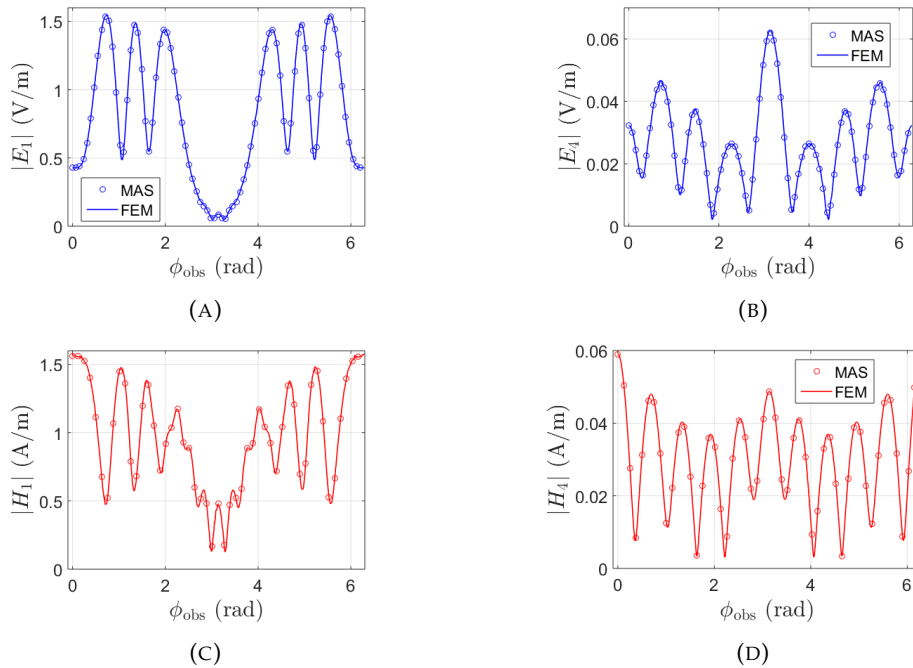 |E1| (V/m)
1.5
1
0.5
0
MAS
FEM
0 2 4 6
ϕobs (rad)
(A)
|E4| (V/m)
0.06
0.04
0.02
0
MAS
FEM
0 2 4 6
ϕobs (rad)
(B)
|H1| (A/m)
1.5
1
0.5
0
0 2 4 6
ϕobs (rad)
(C)
|H4| (A/m)
0.06
0.04
0.02
0
MAS
FEM
0 2 4 6
ϕobs (rad)
(D)